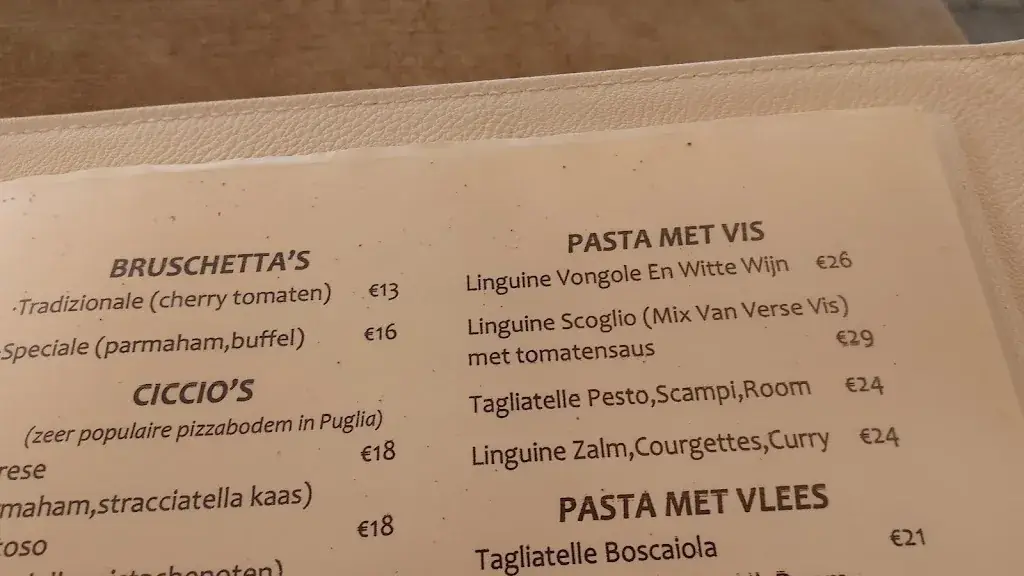 BRUSCHETTA'S
-Tradizionale (cherry tomaten) €13
-Speciale (parmaham,buffel) €16
CICCIO'S
(zeer populaire pizzabodem in Puglia)
€18
maham,stracciatella kaas)
€18
PASTA MET VIS
Linguine Vongole En Witte Wijn €26
Linguine Scoglio (Mix Van Verse Vis)
met tomatensaus €29
Tagliatelle Pesto,Scampi,Room €24
Linguine Zalm,Courgettes,Curry €24
PASTA MET VLEES
Tagliatelle Boscaiola €21